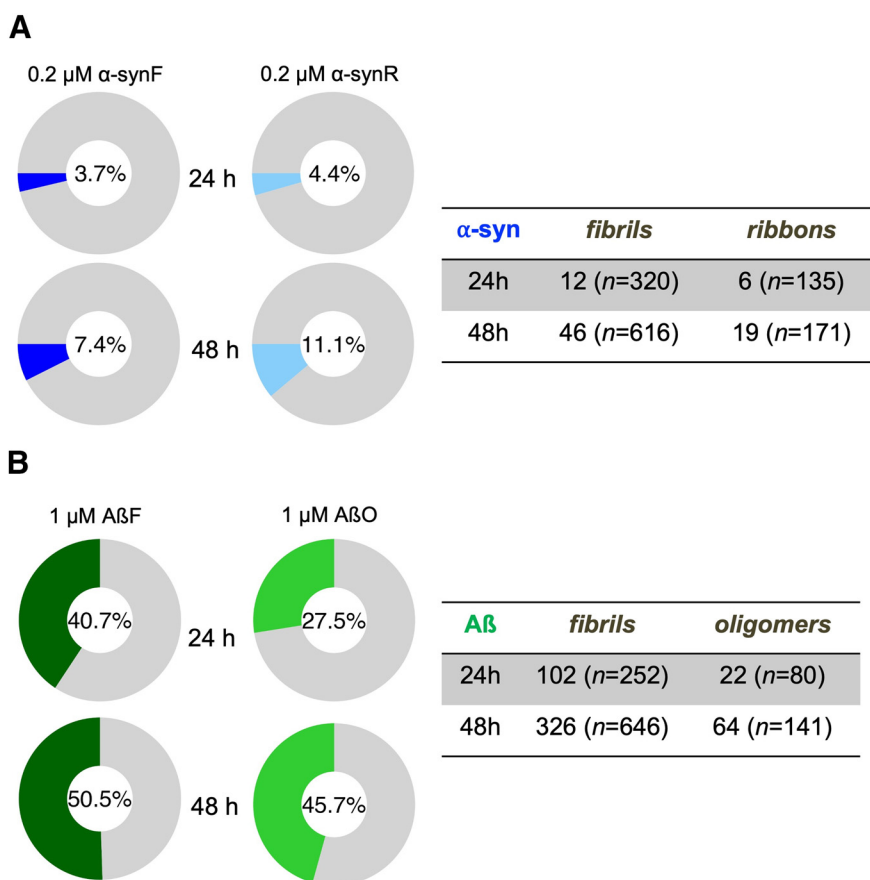 A
0.2 µM α-synF
0.2 µM α-synR
3.7%
24 h
4.4%
7.4%
48 h
11.1%
α-syn fibrils ribbons
24h 12 (n=320) 6 (n=135)
48h 46 (n=616) 19 (n=171)
B
1 µM AßF
1 µM AßO
40.7%
24 h
27.5%
50.5%
48 h
45.7%
Aß fibrils oligomers
24h 102 (n=252) 22 (n=80)
48h 326 (n=646) 64 (n=141)